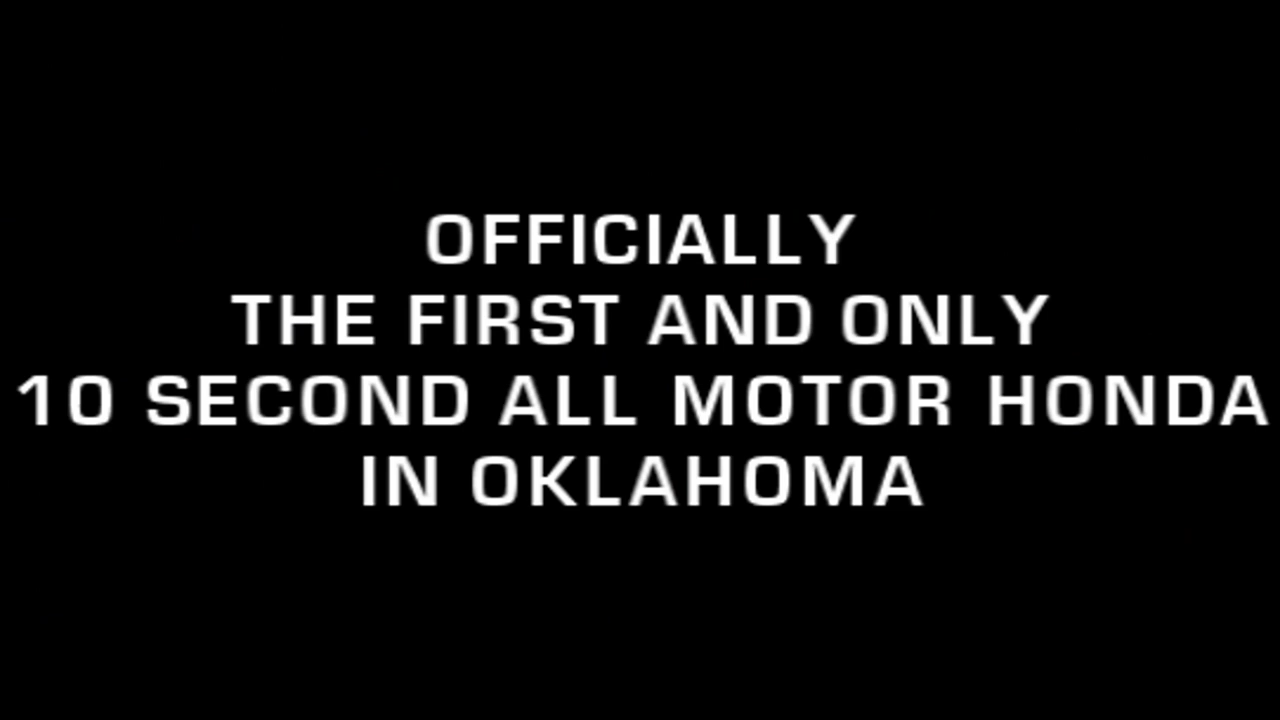 OFFICIALLY
THE FIRST AND ONLY
10 SECOND ALL MOTOR HONDA
IN OKLAHOMA